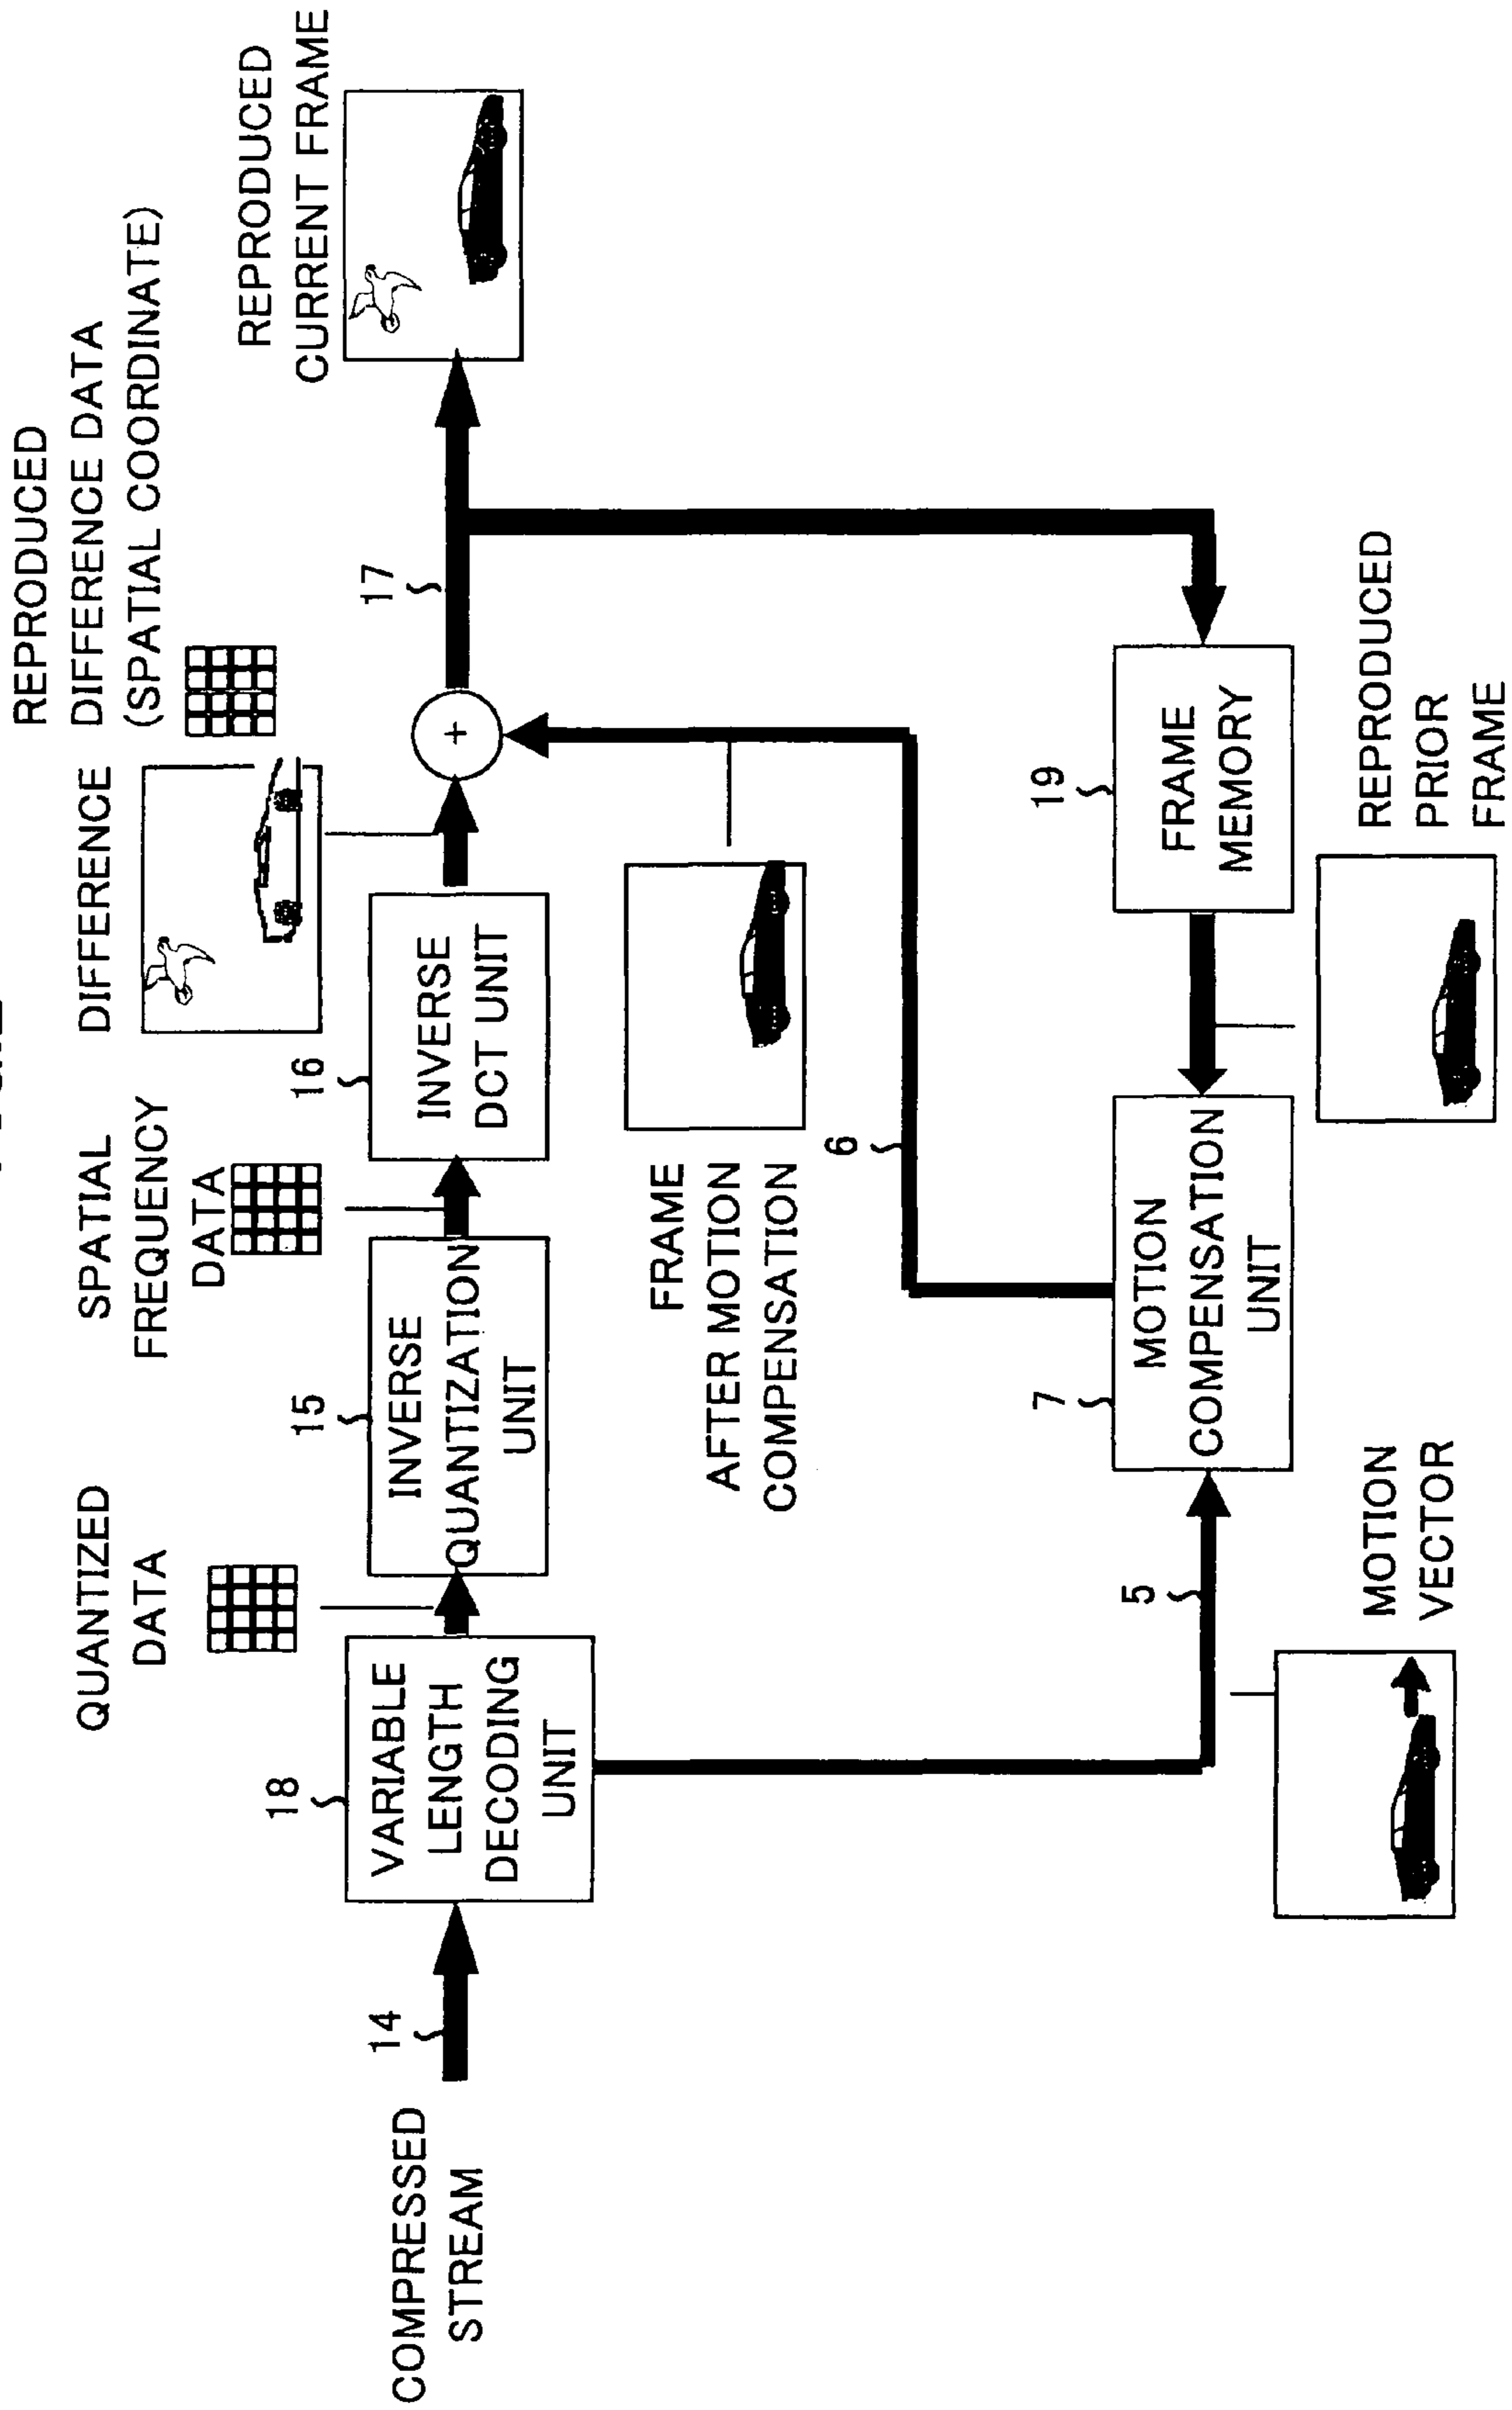 REPRODUCED
DIFFERENCE DATA
(SPATIAL COORDINATE)
QUANTIZED
DATA
SPATIAL
FREQUENCY
DATA
DIFFERENCE
REPRODUCED
CURRENT FRAME
COMPRESSED
STREAM
14
18
VARIABLE
LENGTH
DECODING
UNIT
15
INVERSE
QUANTIZATION
UNIT
16
INVERSE
DCT UNIT
+
17
FRAME
AFTER MOTION
COMPENSATION
6
5
7
MOTION
COMPENSATION
UNIT
19
FRAME
MEMORY
MOTION
VECTOR
REPRODUCED
PRIOR
FRAME